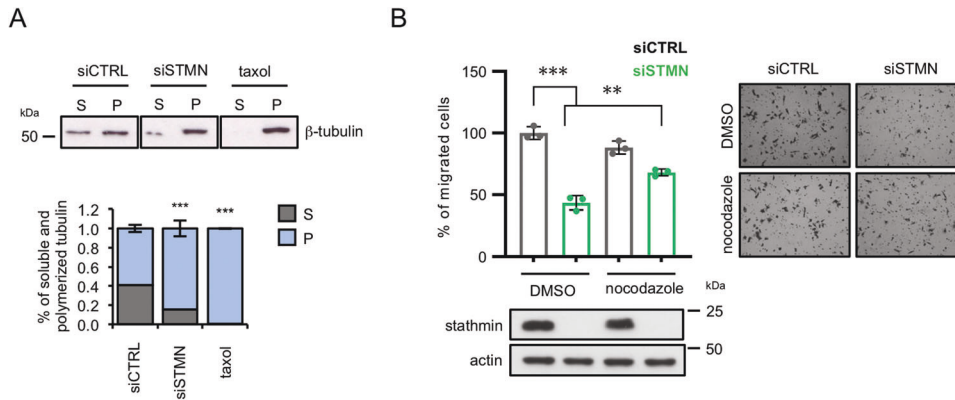 A
siCTRL siSTMN taxol
S P S P S P
kDa
50
β-tubulin
% of soluble and
polymerized tubulin
1.2
1.0
0.8
0.6
0.4
0.2
0.0
*** ***
S
P
siCTRL
siSTMN
taxol
B
siCTRL
siSTMN
% of migrated cells
150
100
50
0
***
**
DMSO nocodazole
kDa
stathmin
25
actin
50
siCTRL siSTMN
DMSO
nocodazole